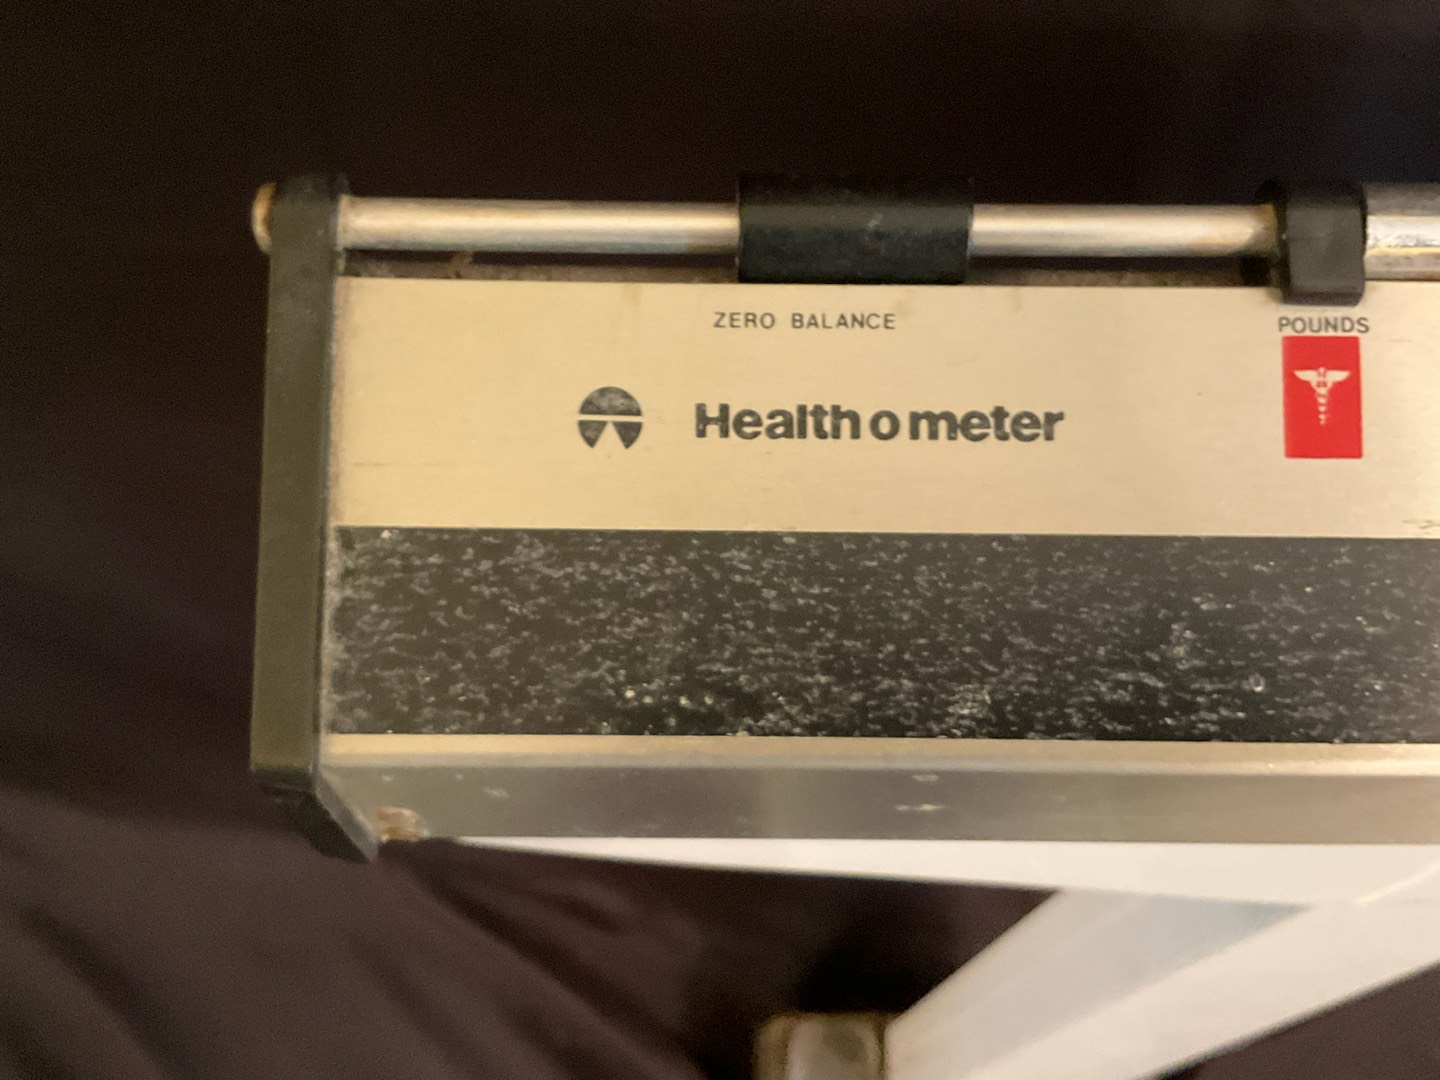 ZERO BALANCE
POUNDS
Health o meter